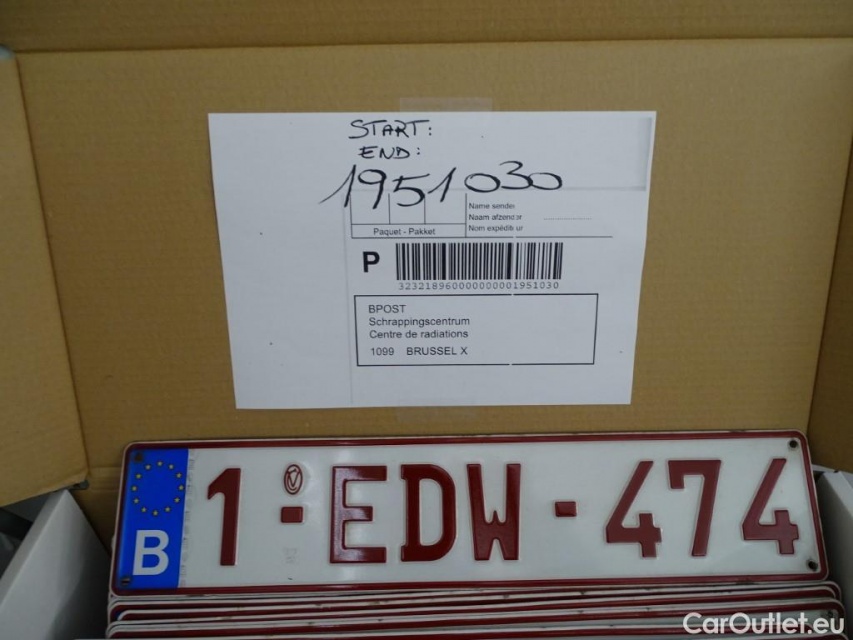 START:
END:
1951030
Name sender
Naam afzender
Nom expéditeur
Paquet - Pakket
P
323218960000000001951030
BPOST
Schrappingscentrum
Centre de radiations
1099 BRUSSEL X
B 1-EDW-474
CarOutlet.eu